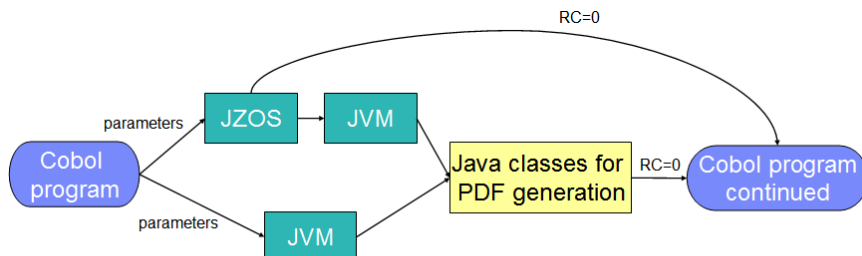 RC=0
parameters
JZOS
JVM
Cobol
program
Java classes for
PDF generation
RC=0
Cobol program
continued
parameters
JVM